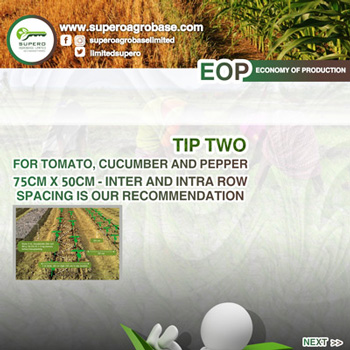 www.superoagrobase.com
superoagrobaselimited
limitedsupero
SUPERO
EOP ECONOMY OF PRODUCTION
TIP TWO
FOR TOMATO, CUCUMBER AND PEPPER
75CM X 50CM - INTER AND INTRA ROW
SPACING IS OUR RECOMMENDATION
NEXT